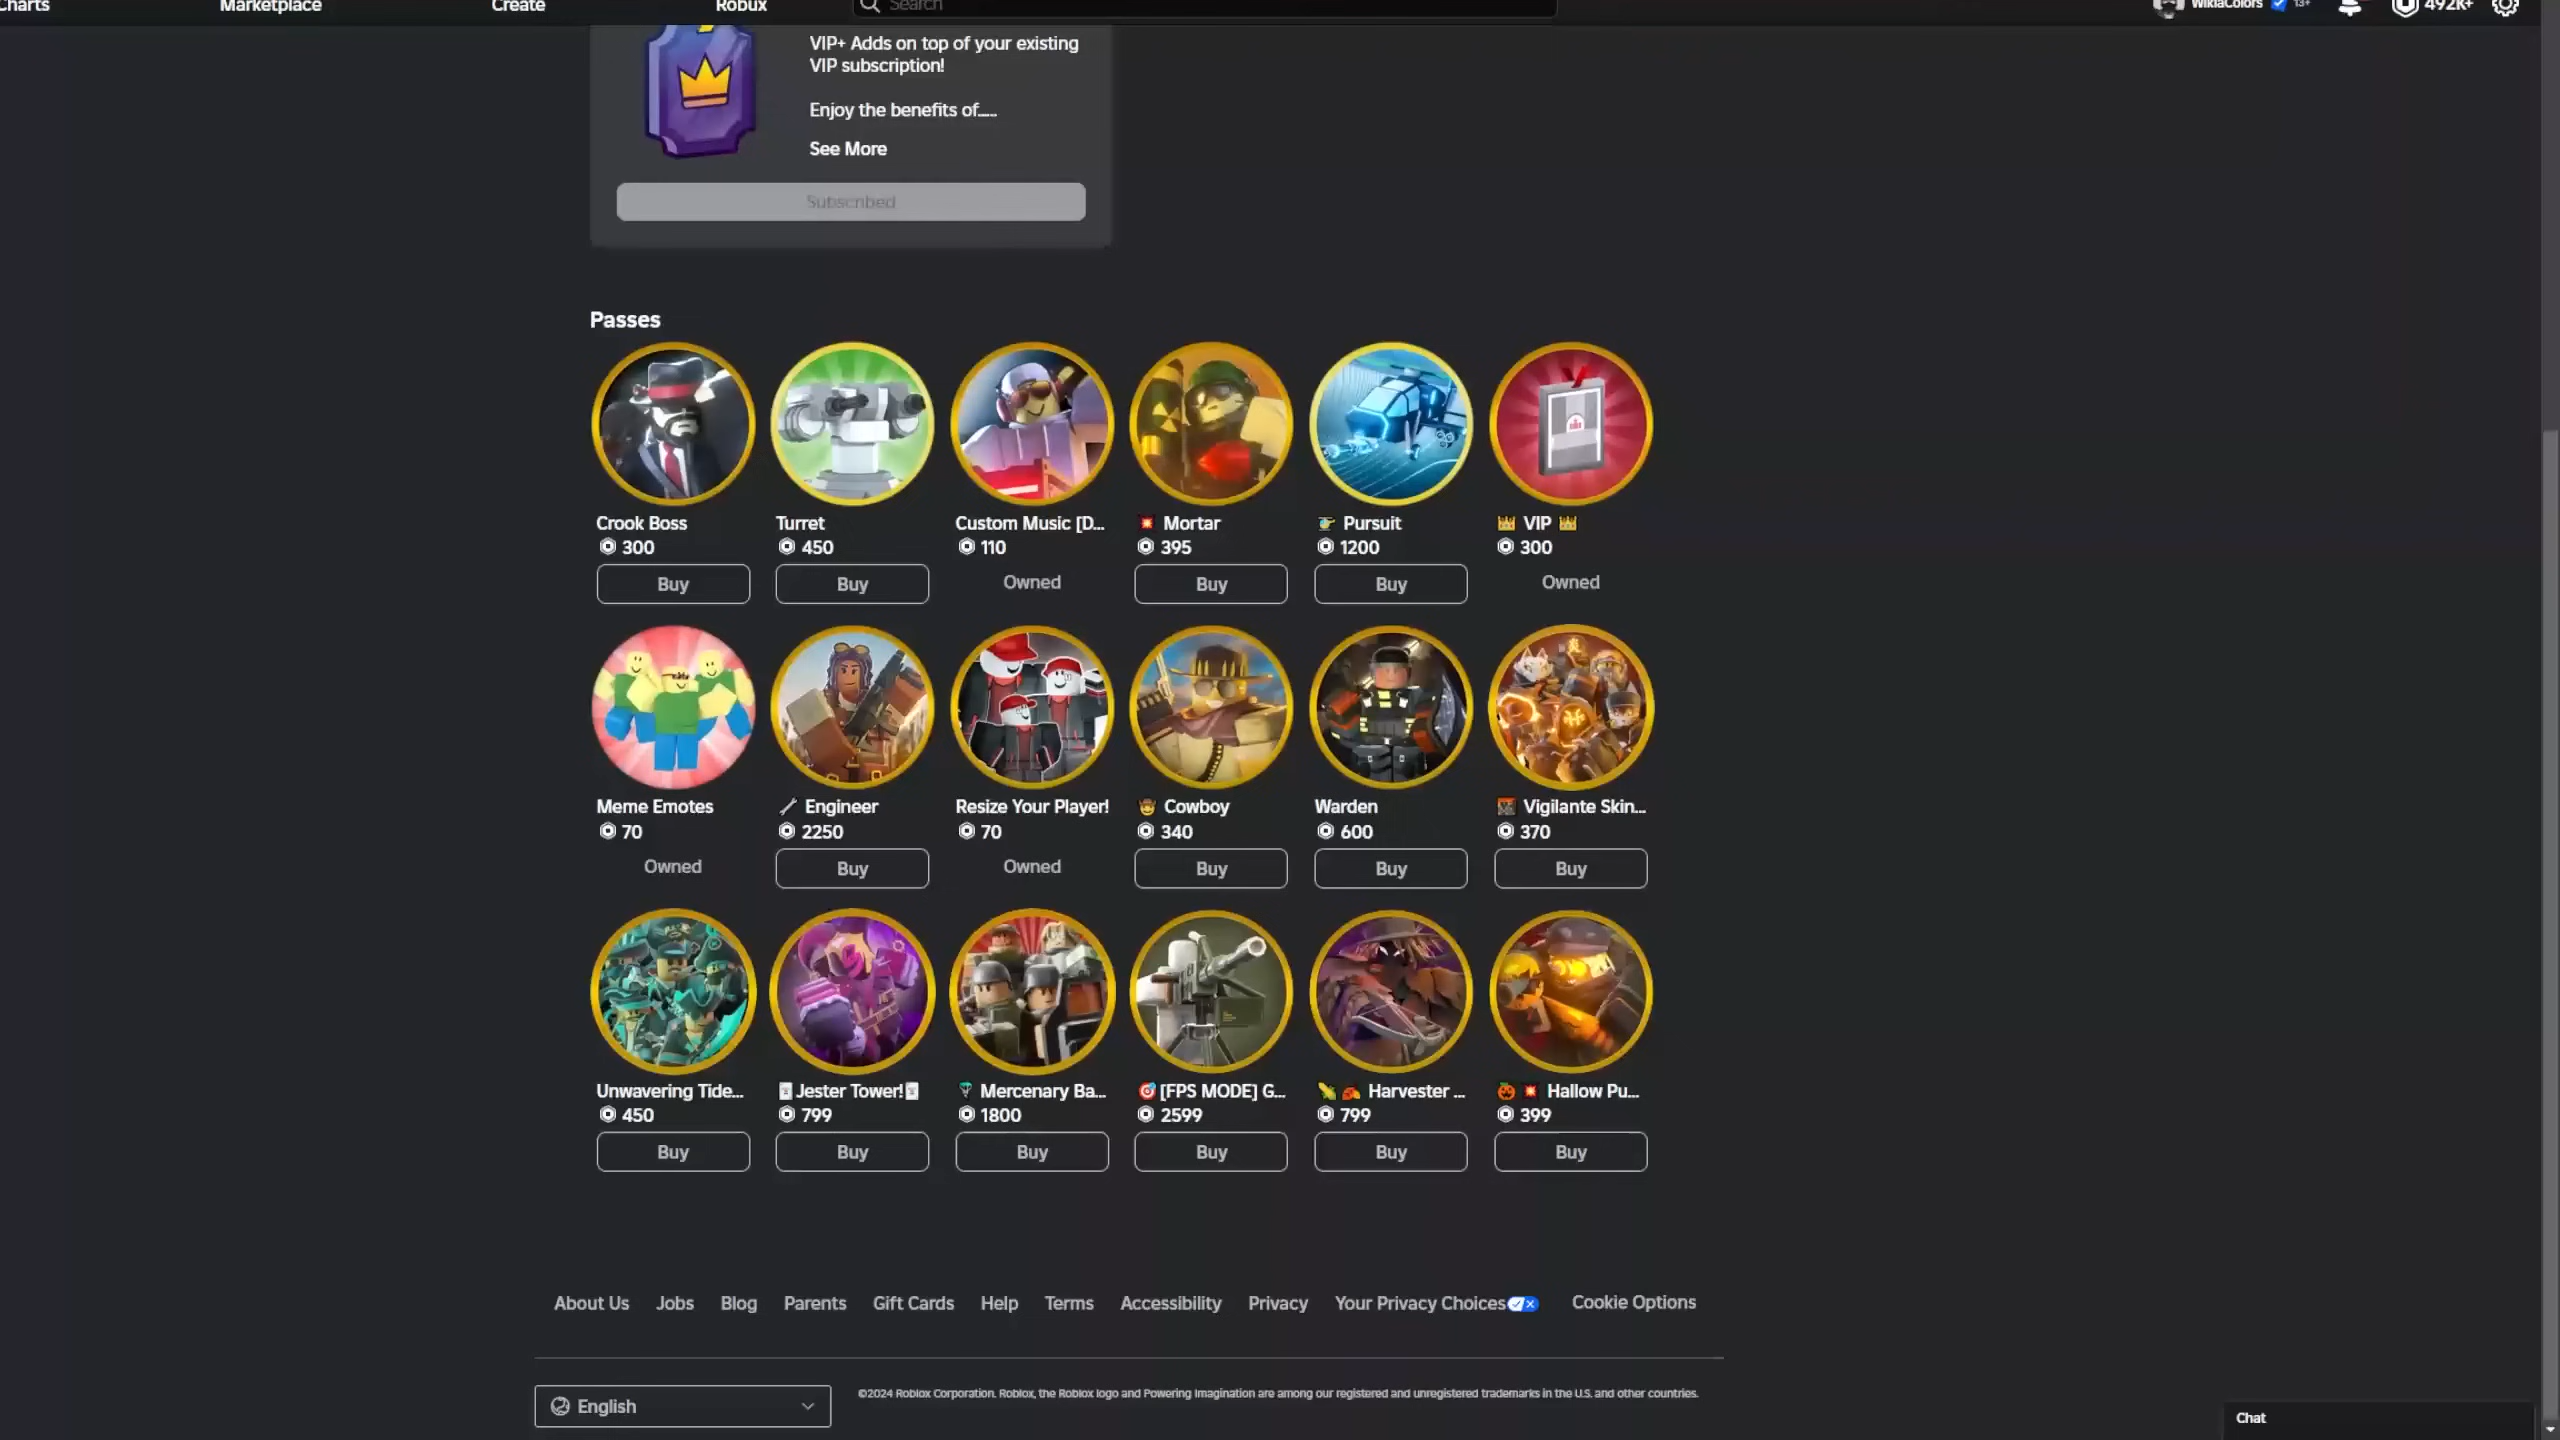 Charts Marketplace Create Robux Search WikiaColors 13+ 492K+
VIP+ Adds on top of your existing
VIP subscription!
Enjoy the benefits of.....
See More
Subscribed
Passes
Crook Boss Turret Custom Music [D... Mortar Pursuit VIP
300 450 110 395 1200 300
Buy Buy Owned Buy Buy Owned
Meme Emotes Engineer Resize Your Player! Cowboy Warden Vigilante Skin...
70 2250 70 340 600 370
Owned Buy Owned Buy Buy Buy
Unwavering Tide... Jester Tower! Mercenary Ba... [FPS MODE] G... Harvester ... Hallow Pu...
450 799 1800 2599 799 399
Buy Buy Buy Buy Buy Buy
About Us Jobs Blog Parents Gift Cards Help Terms Accessibility Privacy Your Privacy Choices Cookie Options
English ©2024 Roblox Corporation. Roblox, the Roblox logo and Powering Imagination are among our registered and unregistered trademarks in the U.S. and other countries.
Chat